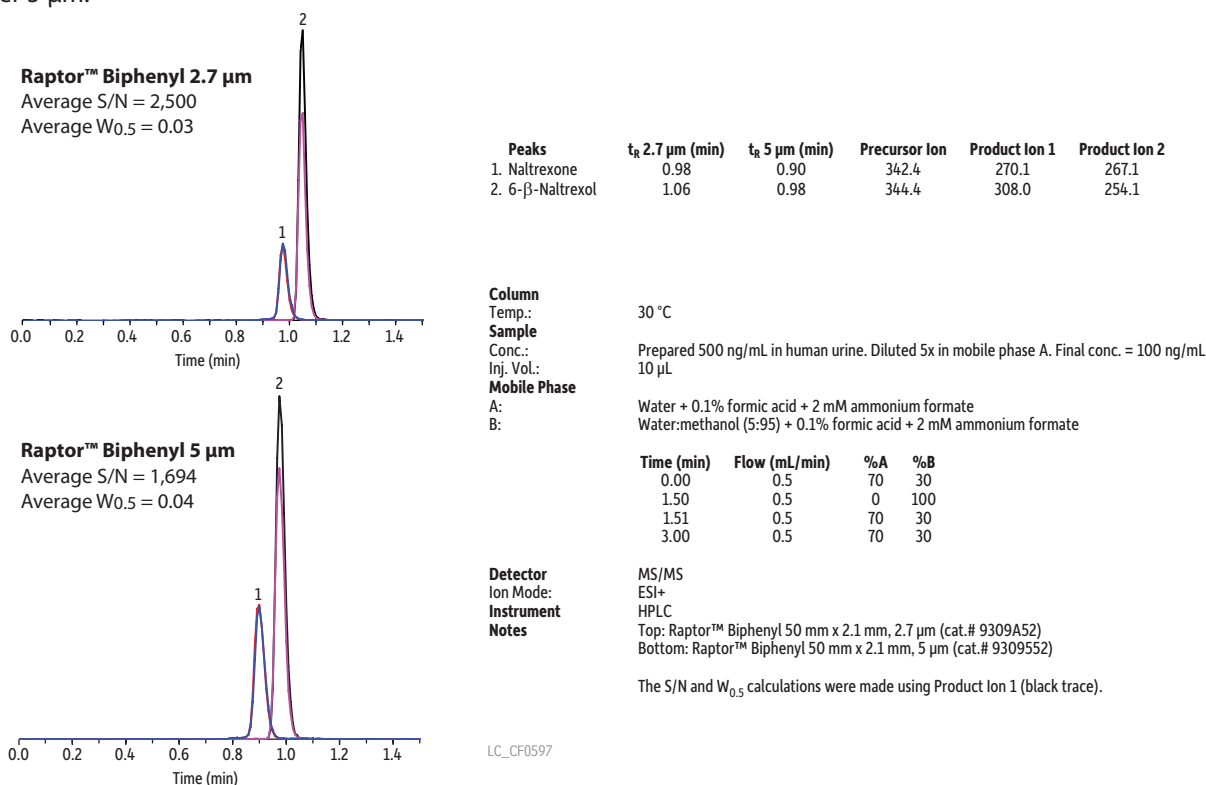 2
Raptor™ Biphenyl 2.7 µm
Average S/N = 2,500
Average W0.5 = 0.03
1
0.0 0.2 0.4 0.6 0.8 1.0 1.2 1.4
Time (min)
2
Raptor™ Biphenyl 5 µm
Average S/N = 1,694
Average W0.5 = 0.04
1
0.0 0.2 0.4 0.6 0.8 1.0 1.2 1.4
Time (min)
Peaks tR 2.7 µm (min) tR 5 µm (min) Precursor Ion Product Ion 1 Product Ion 2
1. Naltrexone 0.98 0.90 342.4 270.1 267.1
2. 6-β-Naltrexol 1.06 0.98 344.4 308.0 254.1
Column
Temp.: 30 °C
Sample
Conc.: Prepared 500 ng/mL in human urine. Diluted 5x in mobile phase A. Final conc. = 100 ng/mL
Inj. Vol.: 10 µL
Mobile Phase
A: Water + 0.1% formic acid + 2 mM ammonium formate
B: Water:methanol (5:95) + 0.1% formic acid + 2 mM ammonium formate
Time (min) Flow (mL/min) %A %B
0.00 0.5 70 30
1.50 0.5 0 100
1.51 0.5 70 30
3.00 0.5 70 30
Detector MS/MS
Ion Mode: ESI+
Instrument HPLC
Notes Top: Raptor™ Biphenyl 50 mm x 2.1 mm, 2.7 µm (cat.# 9309A52)
Bottom: Raptor™ Biphenyl 50 mm x 2.1 mm, 5 µm (cat.# 9309552)
The S/N and W0.5 calculations were made using Product Ion 1 (black trace).
LC_CF0597